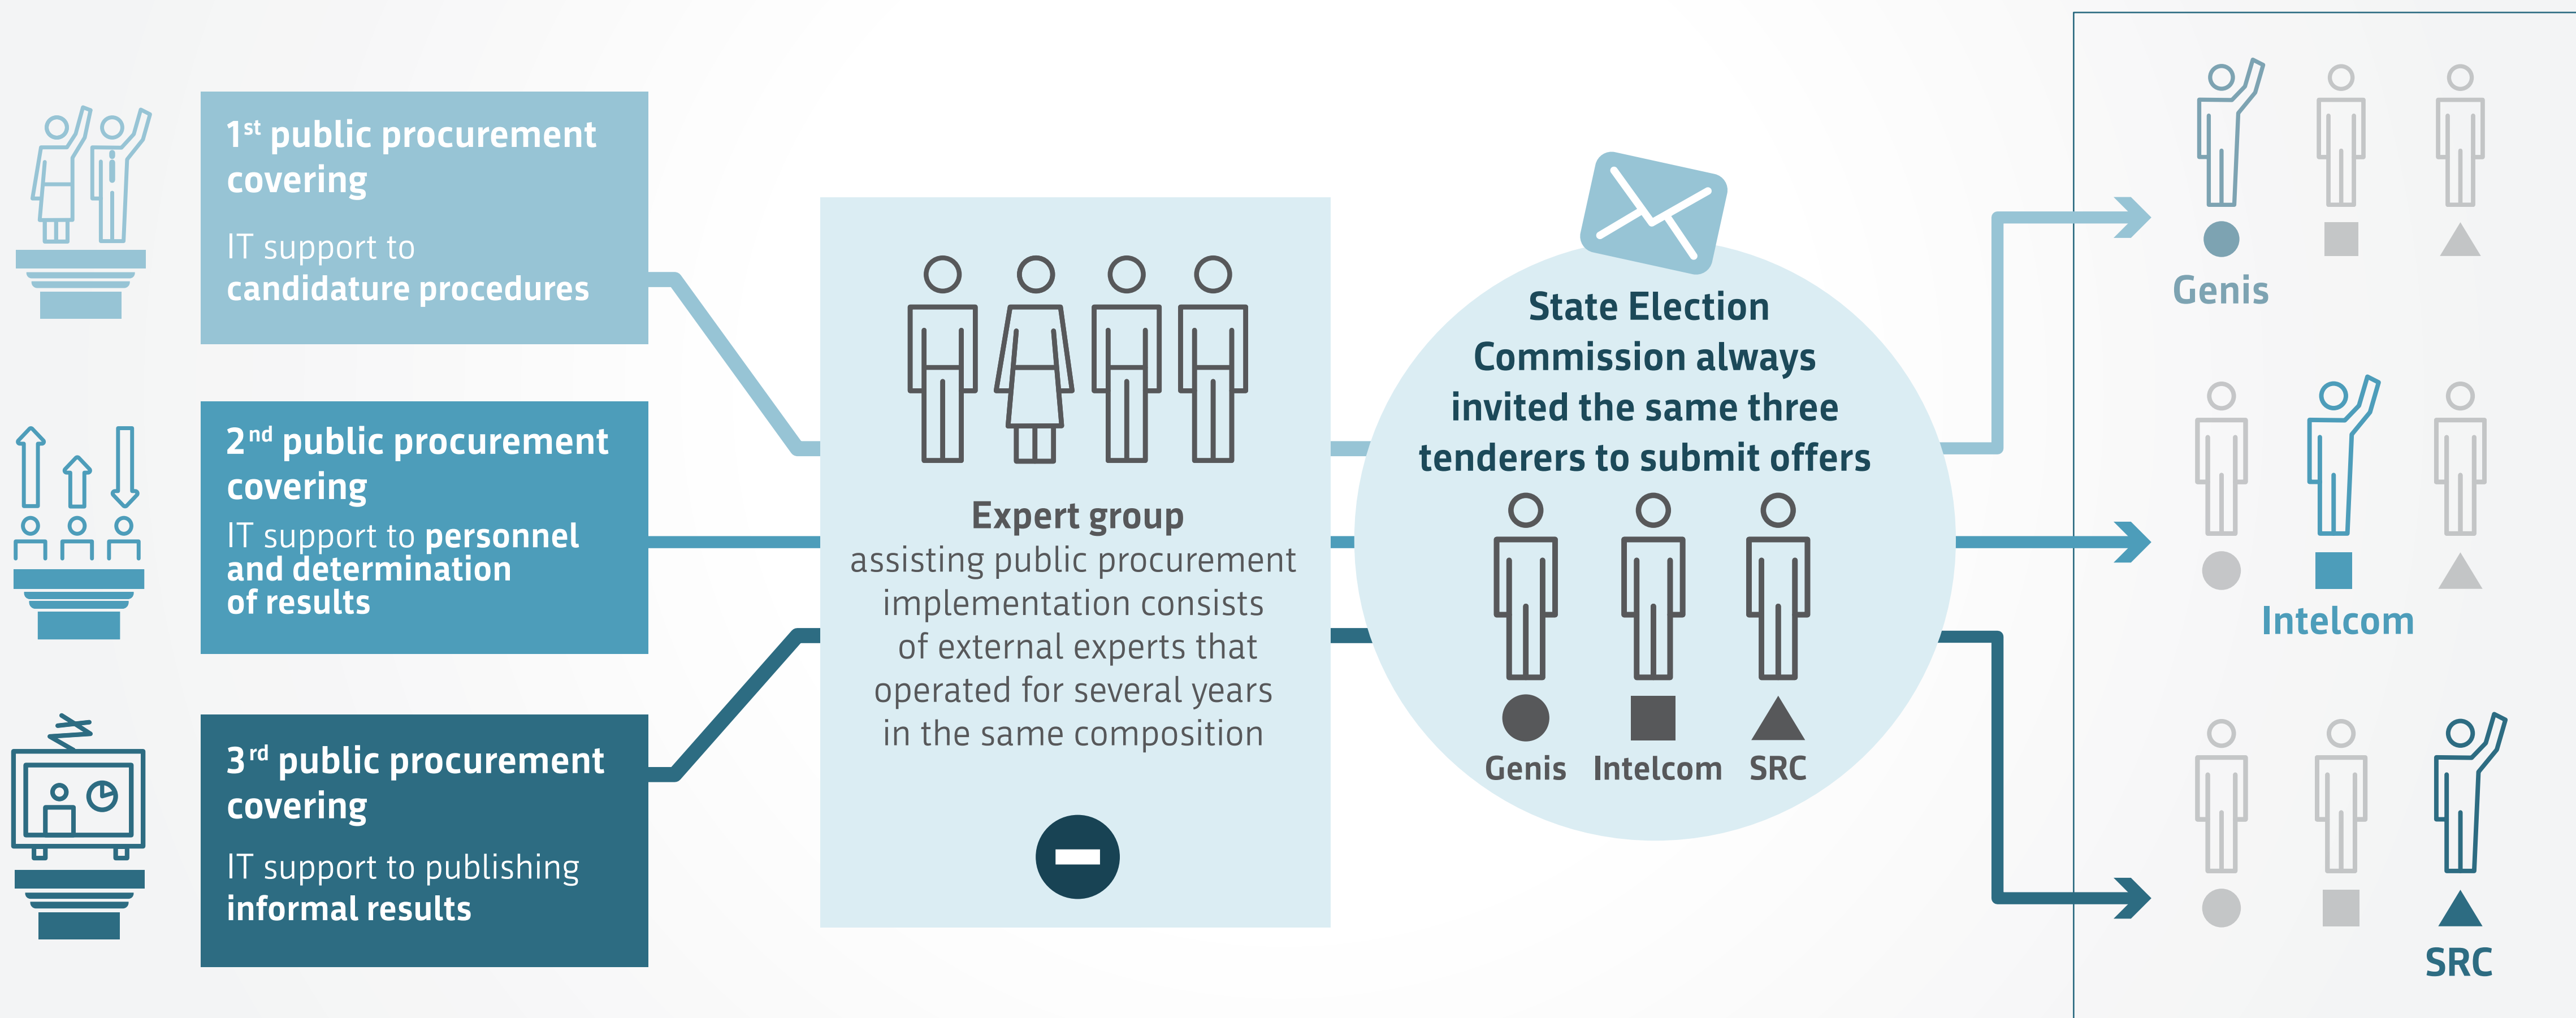 1st public procurement
covering
IT support to
candidature procedures
2nd public procurement
covering
IT support to personnel
and determination
of results
3rd public procurement
covering
IT support to publishing
informal results
Expert group
assisting public procurement
implementation consists
of external experts that
operated for several years
in the same composition
State Election
Commission always
invited the same three
tenderers to submit offers
Genis Intelcom SRC
Genis
Intelcom
SRC